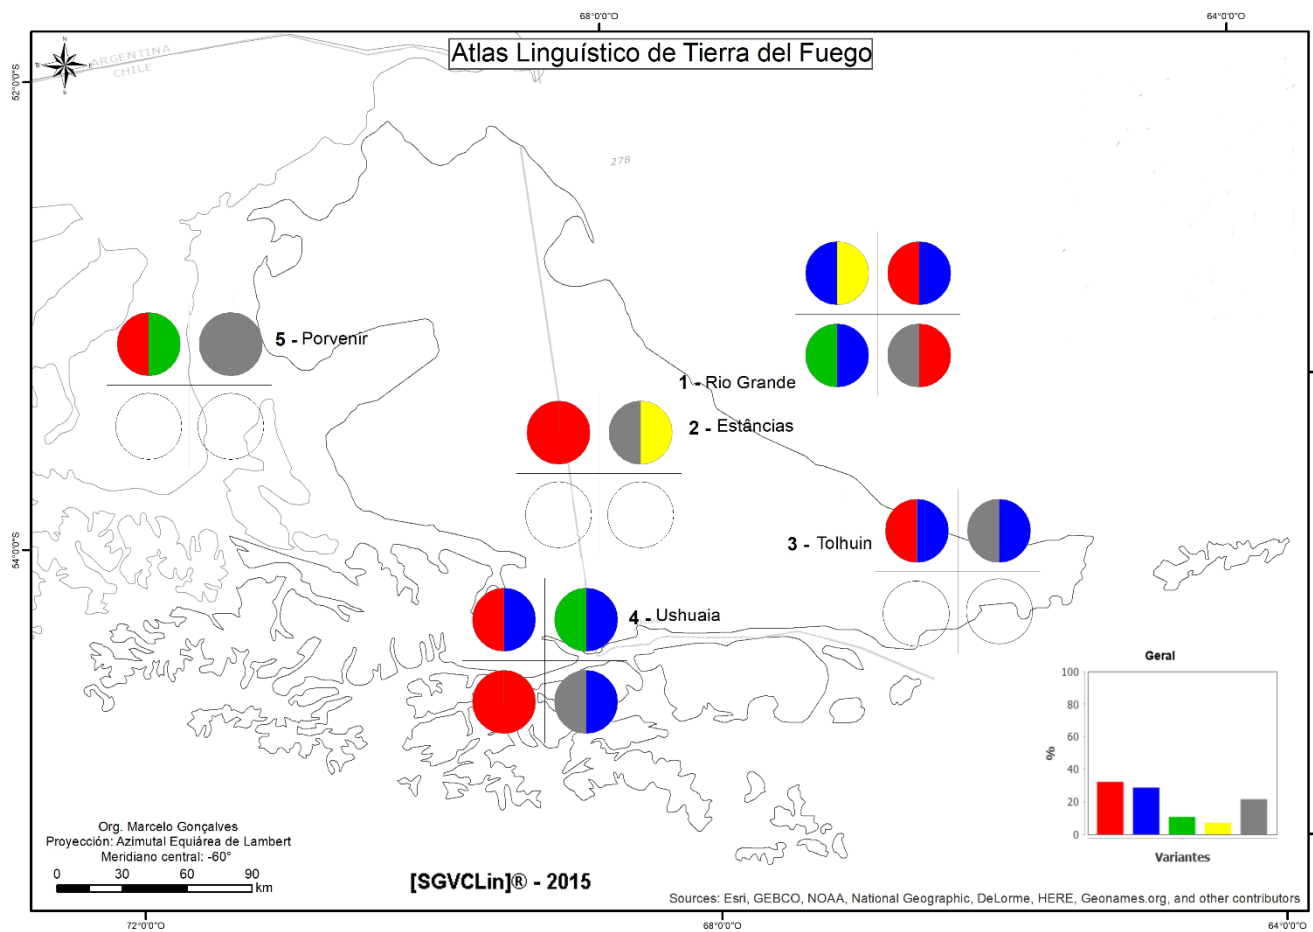 68°0'0"O
64°0'0"O
Atlas Linguístico de Tierra del Fuego
N
S
ARGENTINA
CHILE
52°0'0"S
278
5 - Porvenir
1 - Rio Grande
2 - Estâncias
3 - Tolhuin
4 - Ushuaia
54°0'0"S
Geral
100
80
60
40
20
0
%
Variantes
Org. Marcelo Gonçalves
Proyección: Azimutal Equiárea de Lambert
Meridiano central: -60°
0 30 60 90
km
[SGVCLin]® - 2015
Sources: Esri, GEBCO, NOAA, National Geographic, DeLorme, HERE, Geonames.org, and other contributors
72°0'0"O
68°0'0"O
64°0'0"O